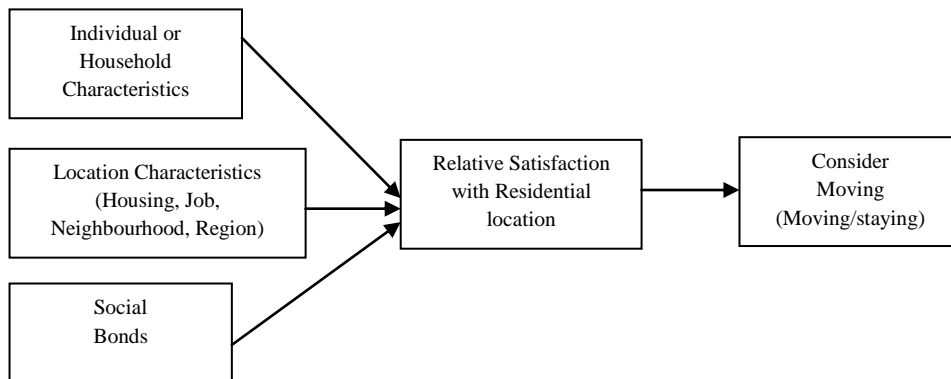 Individual or
Household
Characteristics
Location Characteristics
(Housing, Job,
Neighbourhood, Region)
Social
Bonds
Relative Satisfaction
with Residential
location
Consider
Moving
(Moving/staying)